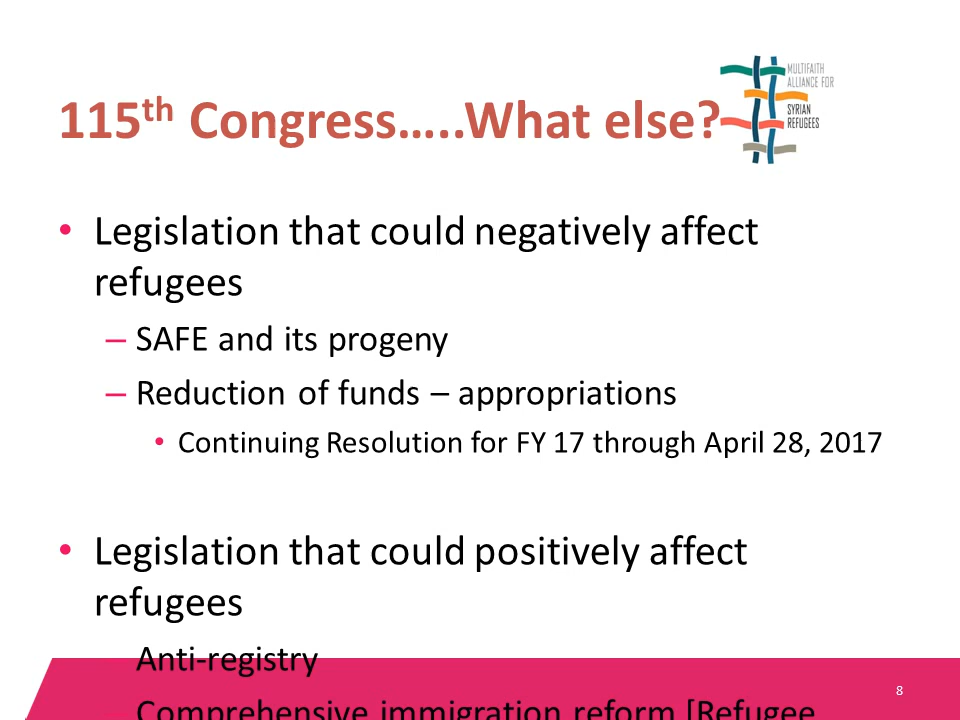 MULTIFAITH
ALLIANCE FOR
SYRIAN
REFUGEES
115th Congress…..What else?
• Legislation that could negatively affect
refugees
– SAFE and its progeny
– Reduction of funds – appropriations
• Continuing Resolution for FY 17 through April 28, 2017
• Legislation that could positively affect
refugees
Anti-registry
Comprehensive immigration reform [Refugee
8